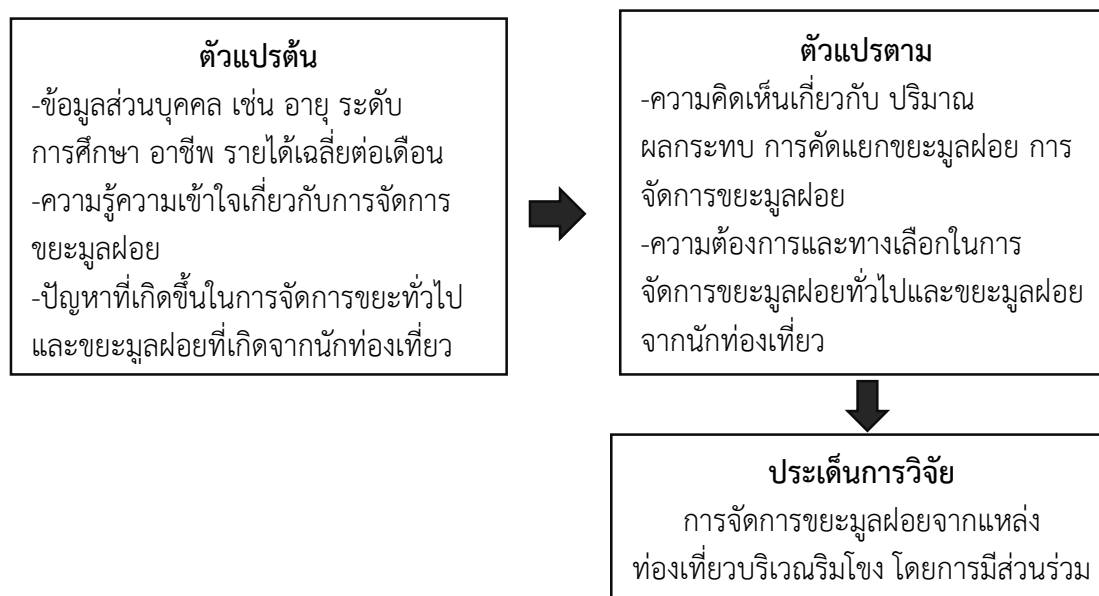 ตัวแปรต้น
-ข้อมูลส่วนบุคคล เช่น อายุ ระดับ
การศึกษา อาชีพ รายได้เฉลี่ยต่อเดือน
-ความรู้ความเข้าใจเกี่ยวกับการจัดการ
ขยะมูลฝอย
-ปัญหาที่เกิดขึ้นในการจัดการขยะทั่วไป
และขยะมูลฝอยที่เกิดจากนักท่องเที่ยว
ตัวแปรตาม
-ความคิดเห็นเกี่ยวกับ ปริมาณ
ผลกระทบ การคัดแยกขยะมูลฝอย การ
จัดการขยะมูลฝอย
-ความต้องการและทางเลือกในการ
จัดการขยะมูลฝอยทั่วไปและขยะมูลฝอย
จากนักท่องเที่ยว
ประเด็นการวิจัย
การจัดการขยะมูลฝอยจากแหล่ง
ท่องเที่ยวบริเวณริมโขง โดยการมีส่วนร่วม